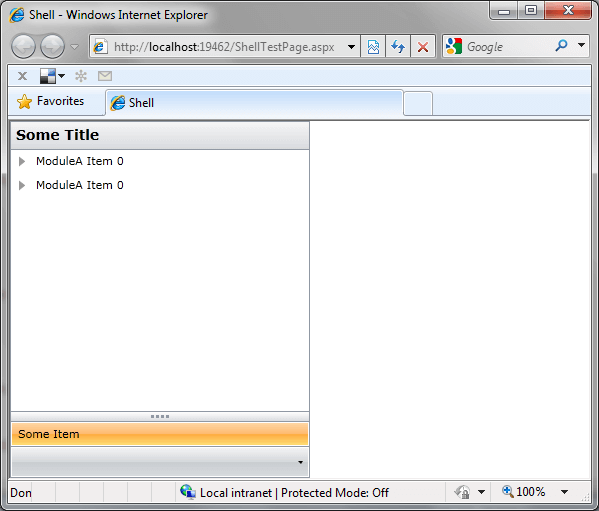 Shell - Windows Internet Explorer
http://localhost:19462/ShellTestPage.aspx
Google
Favorites
Shell
Some Title
ModuleA Item 0
ModuleA Item 0
Some Item
Don
Local intranet | Protected Mode: Off
100%